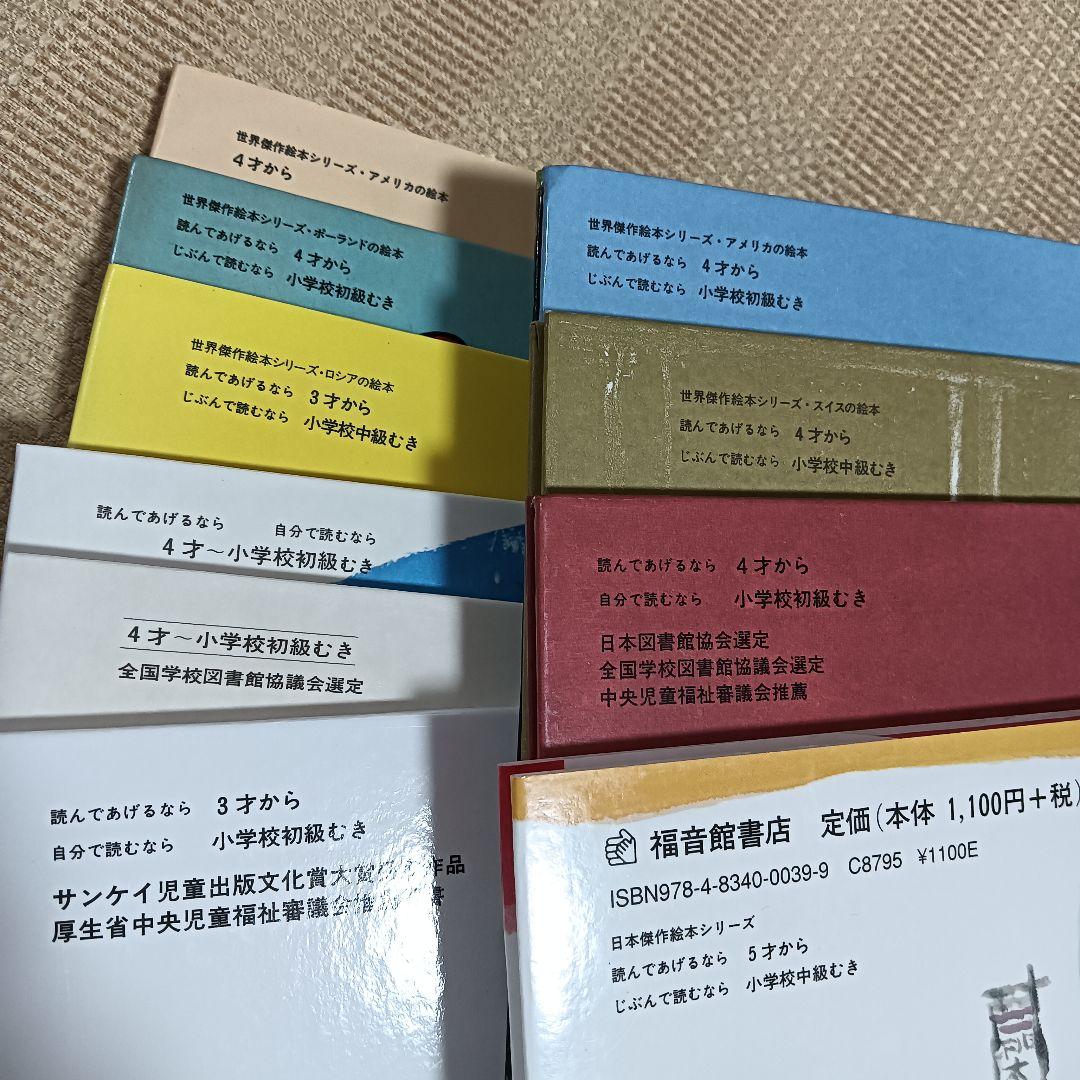 世界傑作絵本シリーズ・アメリカの絵本
4才から
世界傑作絵本シリーズ・ポーランドの絵本
読んであげるなら 4才から
じぶんで読むなら 小学校初級むき
世界傑作絵本シリーズ・ロシアの絵本
読んであげるなら 3才から
じぶんで読むなら 小学校中級むき
読んであげるなら 自分で読むなら
4才～小学校初級むき
4才～小学校初級むき
全国学校図書館協議会選定
読んであげるなら 3才から
自分で読むなら 小学校初級むき
サンケイ児童出版文化賞大賞 作品
厚生省中央児童福祉審議会推
世界傑作絵本シリーズ・アメリカの絵本
読んであげるなら 4才から
じぶんで読むなら 小学校初級むき
世界傑作絵本シリーズ・スイスの絵本
読んであげるなら 4才から
じぶんで読むなら 小学校中級むき
読んであげるなら 4才から
自分で読むなら 小学校初級むき
日本図書館協会選定
全国学校図書館協議会選定
中央児童福祉審議会推薦
福音館書店 定価(本体 1,100円+税)
ISBN978-4-8340-0039-9 C8795 ¥1100E
日本傑作絵本シリーズ
読んであげるなら 5才から
じぶんで読むなら 小学校中級むき